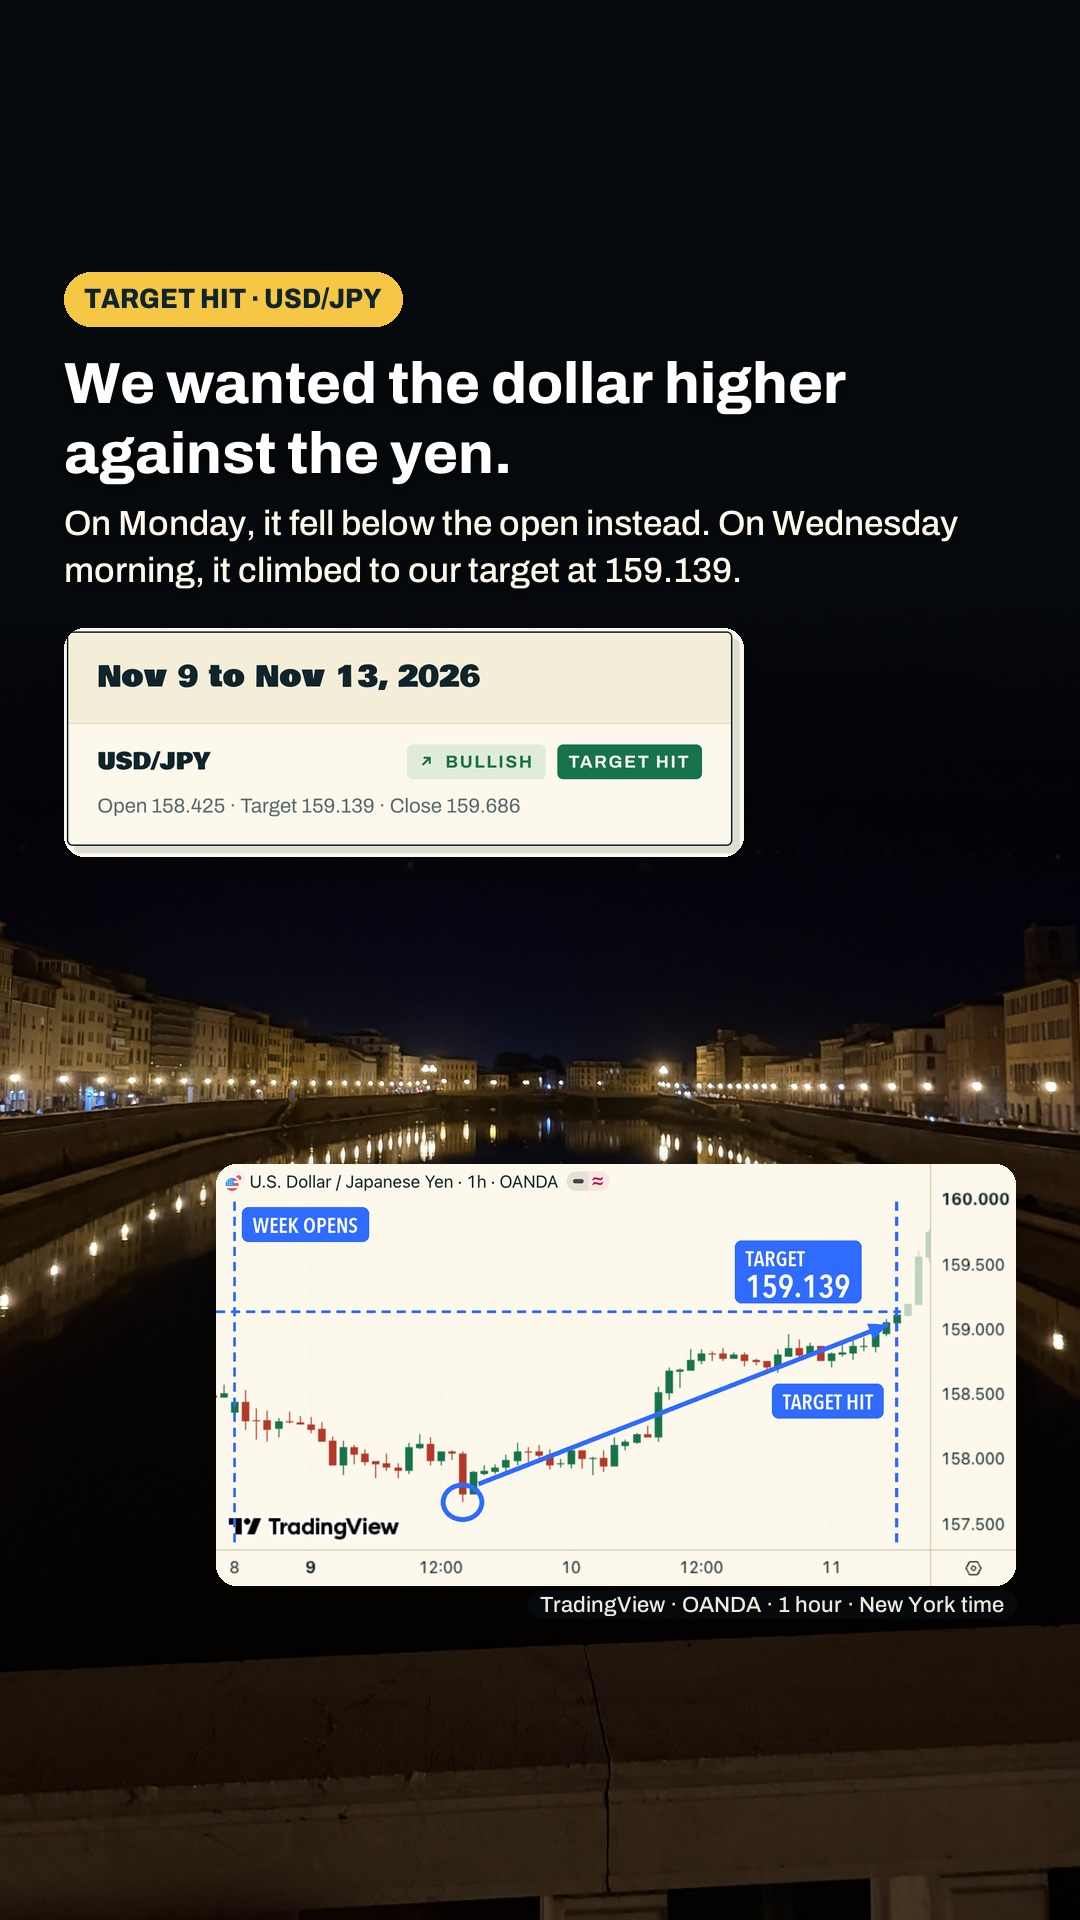 TARGET HIT · USD/JPY
We wanted the dollar higher
against the yen.
On Monday, it fell below the open instead. On Wednesday
morning, it climbed to our target at 159.139.
Nov 9 to Nov 13, 2026
USD/JPY
↗ BULLISH
TARGET HIT
Open 158.425 · Target 159.139 · Close 159.686
U.S. Dollar / Japanese Yen · 1h · OANDA
WEEK OPENS
TARGET
159.139
TARGET HIT
160.000
159.500
159.000
158.500
158.000
157.500
TradingView
8 9 12:00 10 12:00 11
TradingView · OANDA · 1 hour · New York time